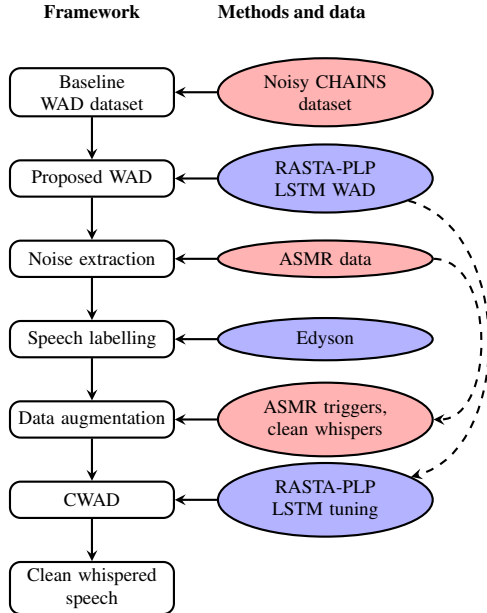 Framework
Methods and data
Baseline
WAD dataset
Noisy CHAINS
dataset
Proposed WAD
RASTA-PLP
LSTM WAD
Noise extraction
ASMR data
Speech labelling
Edyson
Data augmentation
ASMR triggers,
clean whispers
CWAD
RASTA-PLP
LSTM tuning
Clean whispered
speech